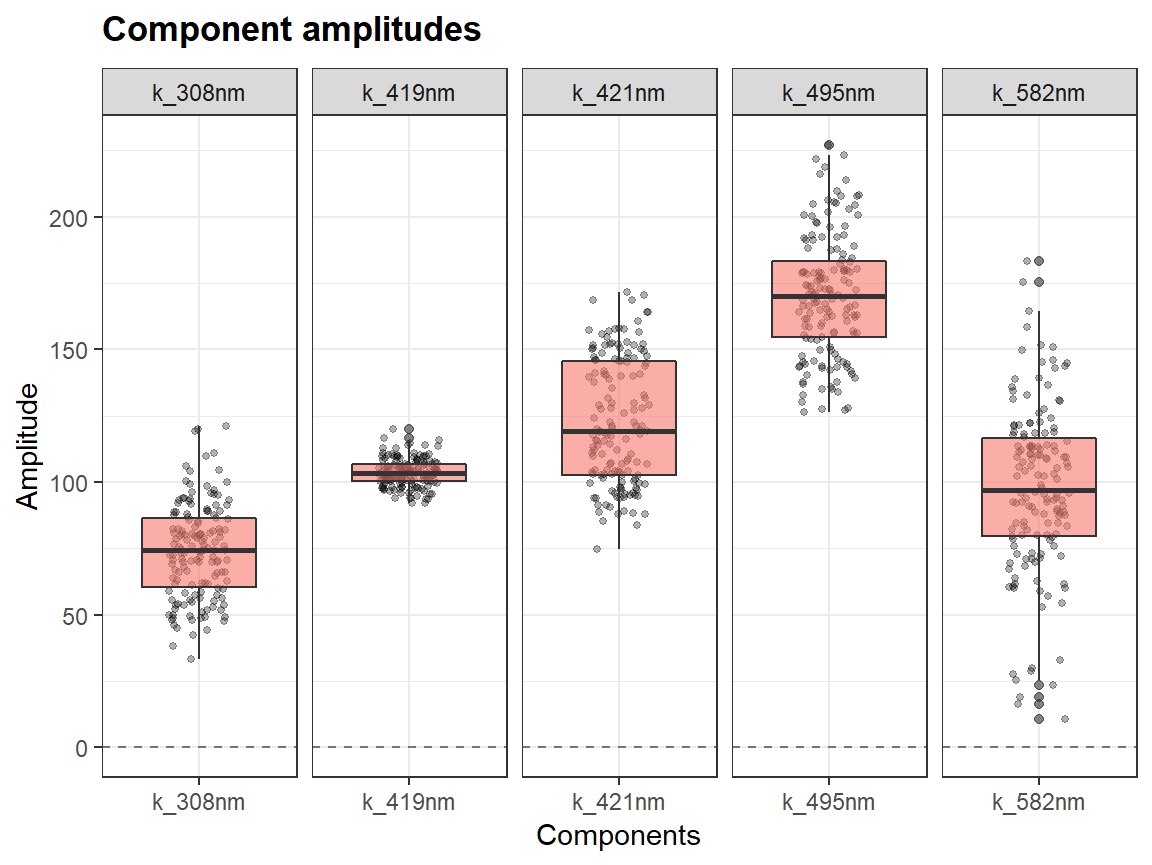 Component amplitudes
k_308nm k_419nm k_421nm k_495nm k_582nm
200
150
100
50
0
Amplitude
k_308nm k_419nm k_421nm k_495nm k_582nm
Components